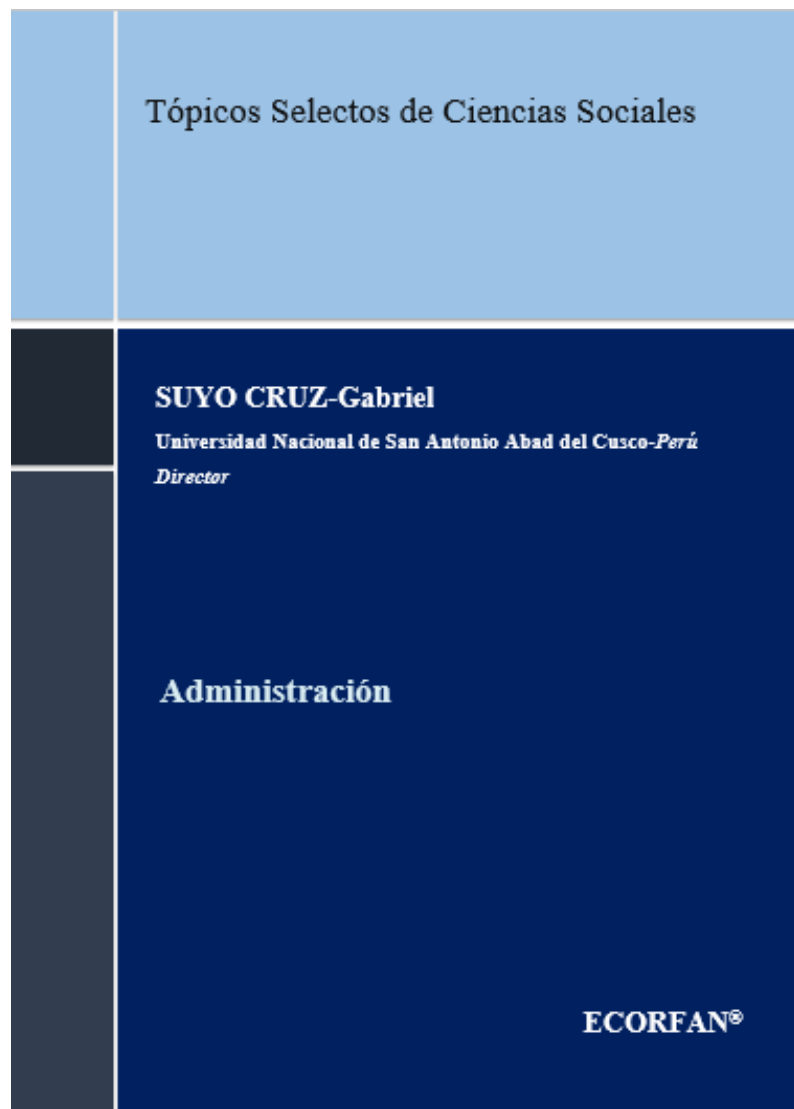 Tópicos Selectos de Ciencias Sociales
SUYO CRUZ-Gabriel
Universidad Nacional de San Antonio Abad del Cusco-Perú
Director
Administración
ECORFAN®